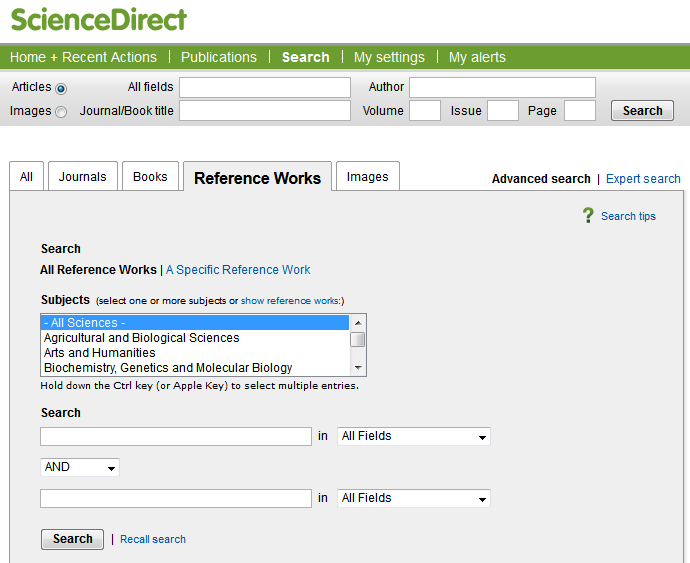 ScienceDirect
Home + Recent Actions | Publications | Search | My settings | My alerts
Articles All fields Author
Images Journal/Book title Volume Issue Page Search
All Journals Books Reference Works Images Advanced search | Expert search
? Search tips
Search
All Reference Works | A Specific Reference Work
Subjects (select one or more subjects or show reference works:)
- All Sciences -
Agricultural and Biological Sciences
Arts and Humanities
Biochemistry, Genetics and Molecular Biology
Hold down the Ctrl key (or Apple Key) to select multiple entries.
Search
in All Fields
AND
in All Fields
Search | Recall search